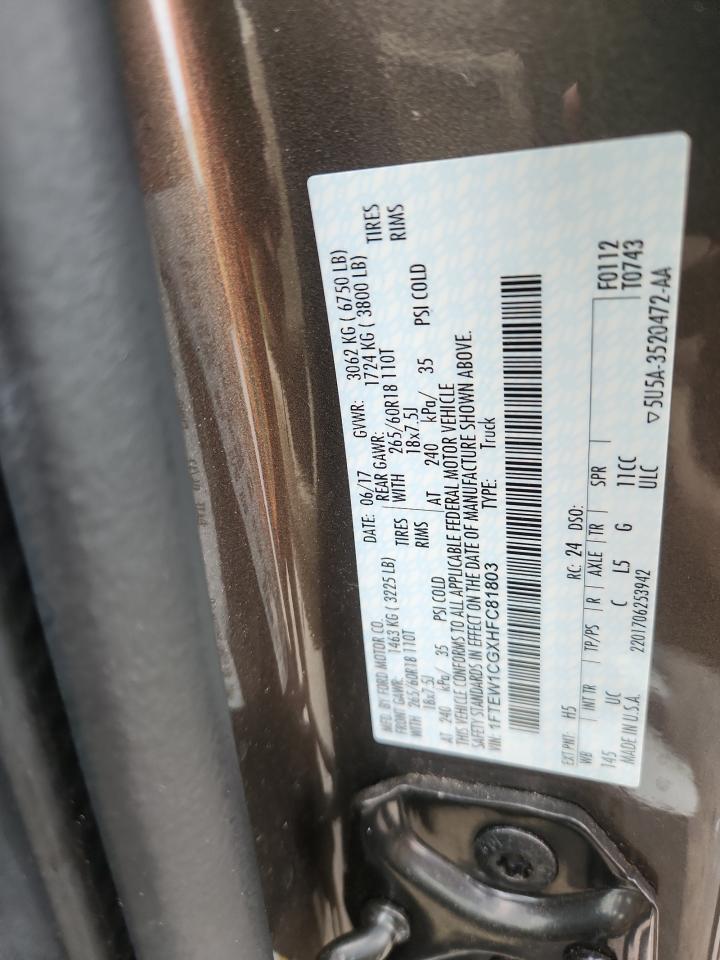 MFD. BY FORD MOTOR CO.
DATE: 06/17 GVWR: 3062 KG ( 6750 LB)
FRONT GAWR: 1463 KG ( 3225 LB) REAR GAWR: 1724 KG ( 3800 LB)
WITH 265/60R18 110T TIRES WITH 265/60R18 110T TIRES
18x7.5J RIMS 18x7.5J RIMS
AT 240 kPa/ 35 PSI COLD AT 240 kPa/ 35 PSI COLD
THIS VEHICLE CONFORMS TO ALL APPLICABLE FEDERAL MOTOR VEHICLE
SAFETY STANDARDS IN EFFECT ON THE DATE OF MANUFACTURE SHOWN ABOVE.
VIN: 1FTEW1CGXHFC81803 TYPE: Truck
EXT PNT: H5 RC: 24 DSO:
WB INT TR TP/PS R AXLE TR SPR F0112
145 UC C L5 G 11CC T0743
MADE IN U.S.A. 2201706253942 ULC ▽5U5A-3520472-AA